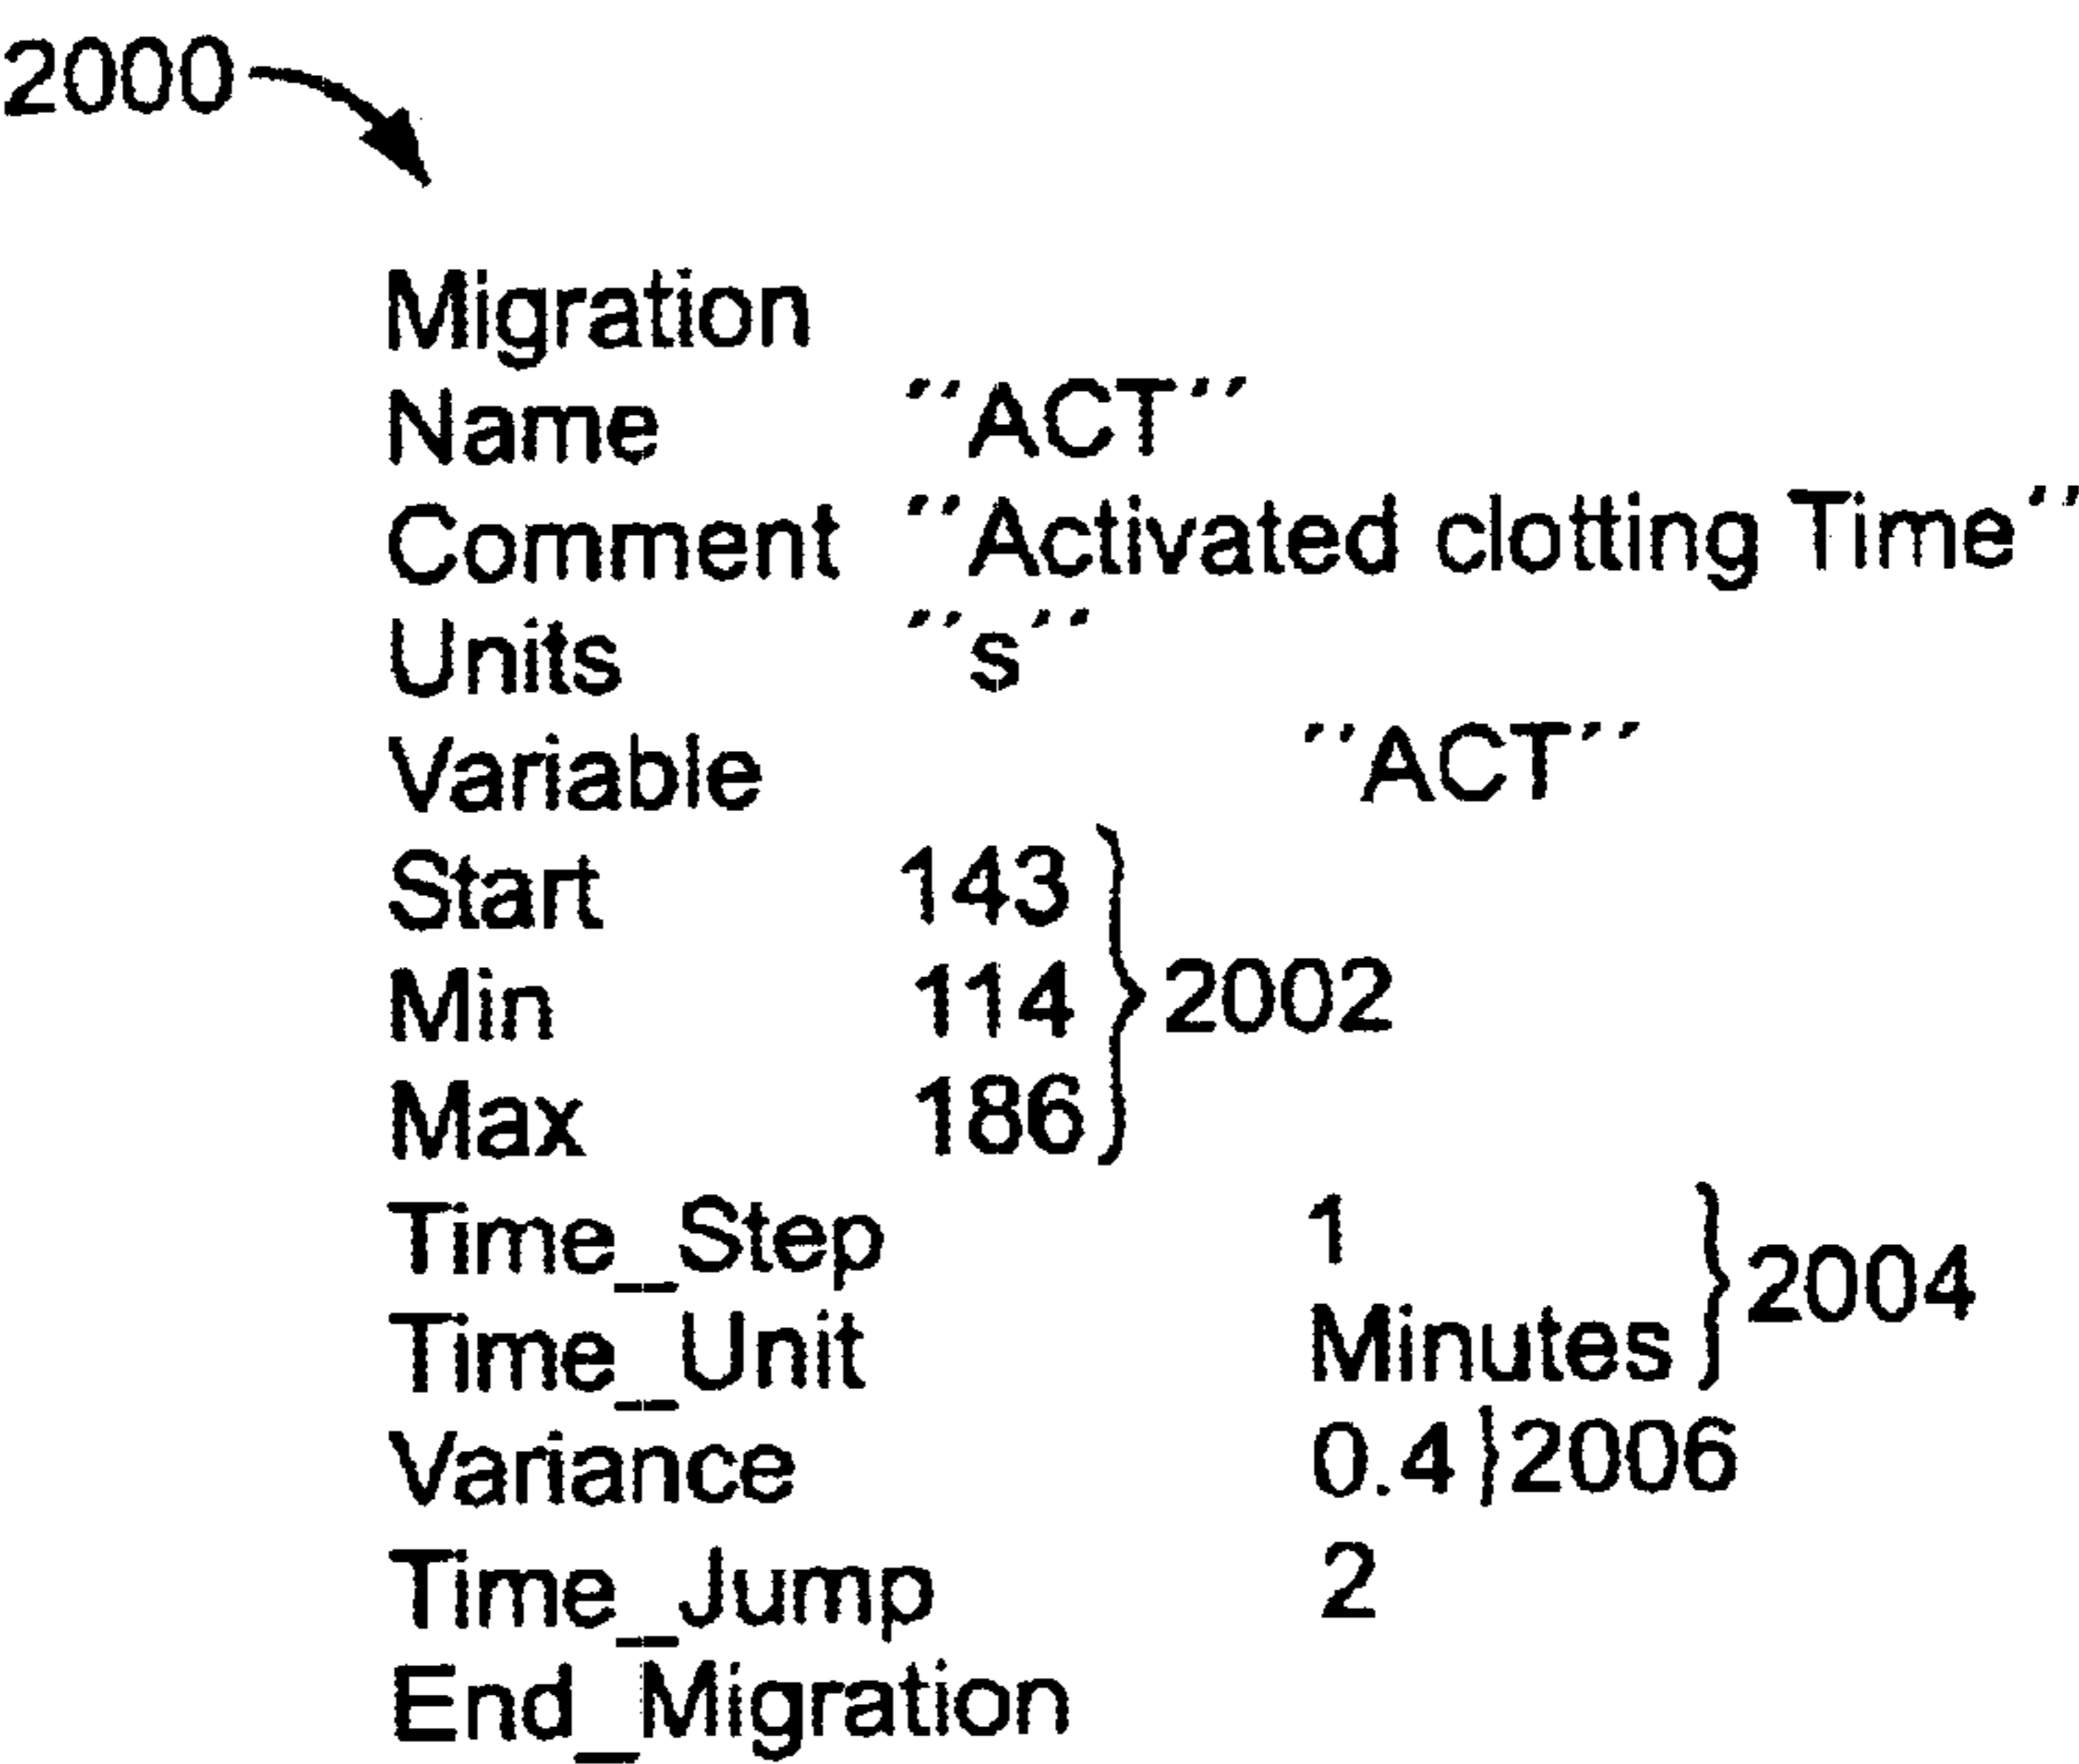 2000
Migration
Name ″ACT″
Comment ″Activated clotting Time″
Units ″s″
Variable ″ACT″
Start 143
Min 114 } 2002
Max 186
Time_Step 1
} 2004
Time_Unit Minutes
Variance 0.4 } 2006
Time_Jump 2
End_Migration